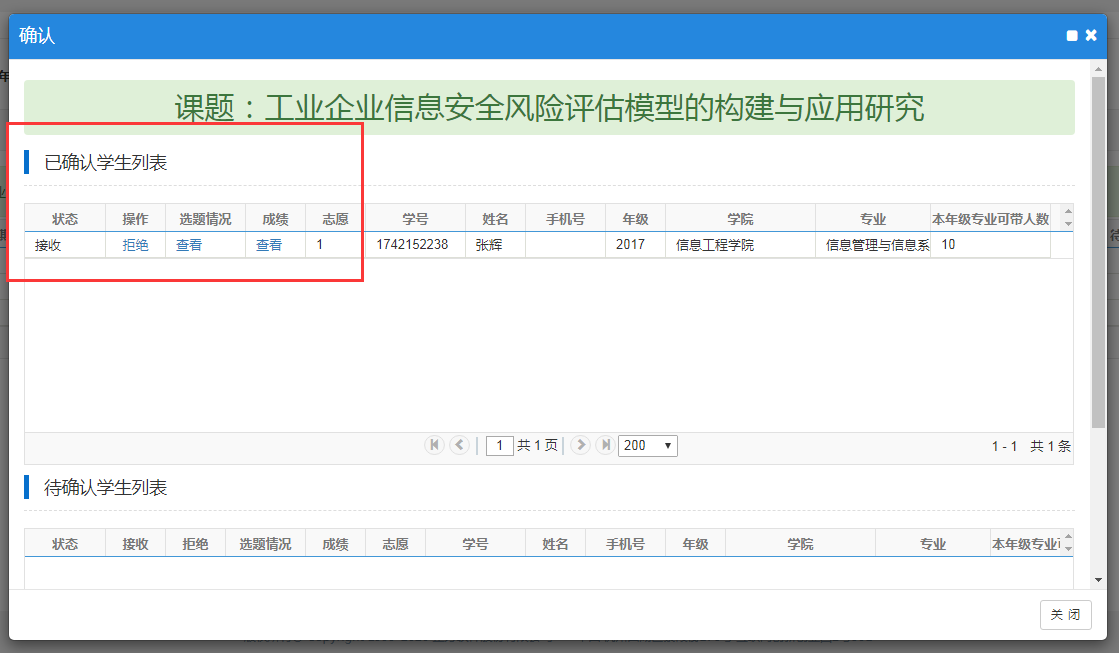 确认
课题：工业企业信息安全风险评估模型的构建与应用研究
已确认学生列表
状态 操作 选题情况 成绩 志愿 学号 姓名 手机号 年级 学院 专业 本年级专业可带人数
接收 拒绝 查看 查看 1 1742152238 张辉 2017 信息工程学院 信息管理与信息系 10
1 共 1 页 200 1 - 1 共 1 条
待确认学生列表
状态 接收 拒绝 选题情况 成绩 志愿 学号 姓名 手机号 年级 学院 专业 本年级专业
关 闭